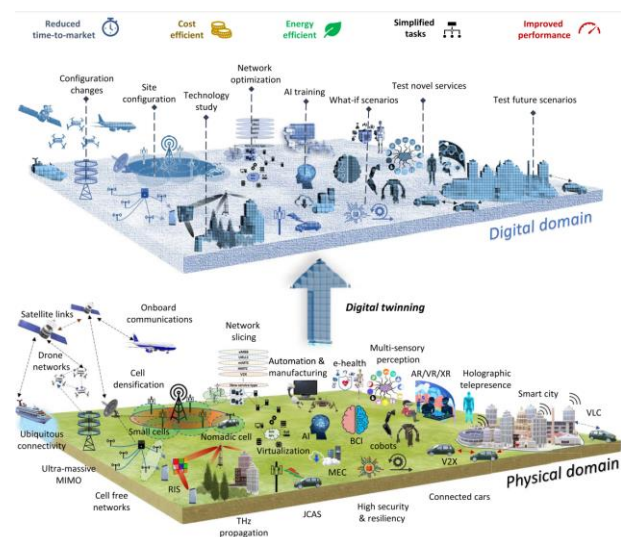 Reduced
time-to-market
Cost
efficient
Energy
efficient
Simplified
tasks
Improved
performance
Configuration
changes
Site
configuration
Technology
study
Network
optimization
AI training
What-if scenarios
Test novel services
Test future scenarios
Digital domain
Digital twinning
Satellite links
Onboard
communications
Drone
networks
Cell
densification
Network
slicing
Automation &
manufacturing
e-health
Multi-sensory
perception
AR/VR/XR
Holographic
telepresence
Smart city
VLC
Ubiquitous
connectivity
Small cells
Nomadic cell
AI
BCI
cobots
Virtualization
MEC
V2X
Ultra-massive
MIMO
RIS
Cell free
networks
THz
propagation
JCAS
High security
& resiliency
Connected cars
Physical domain